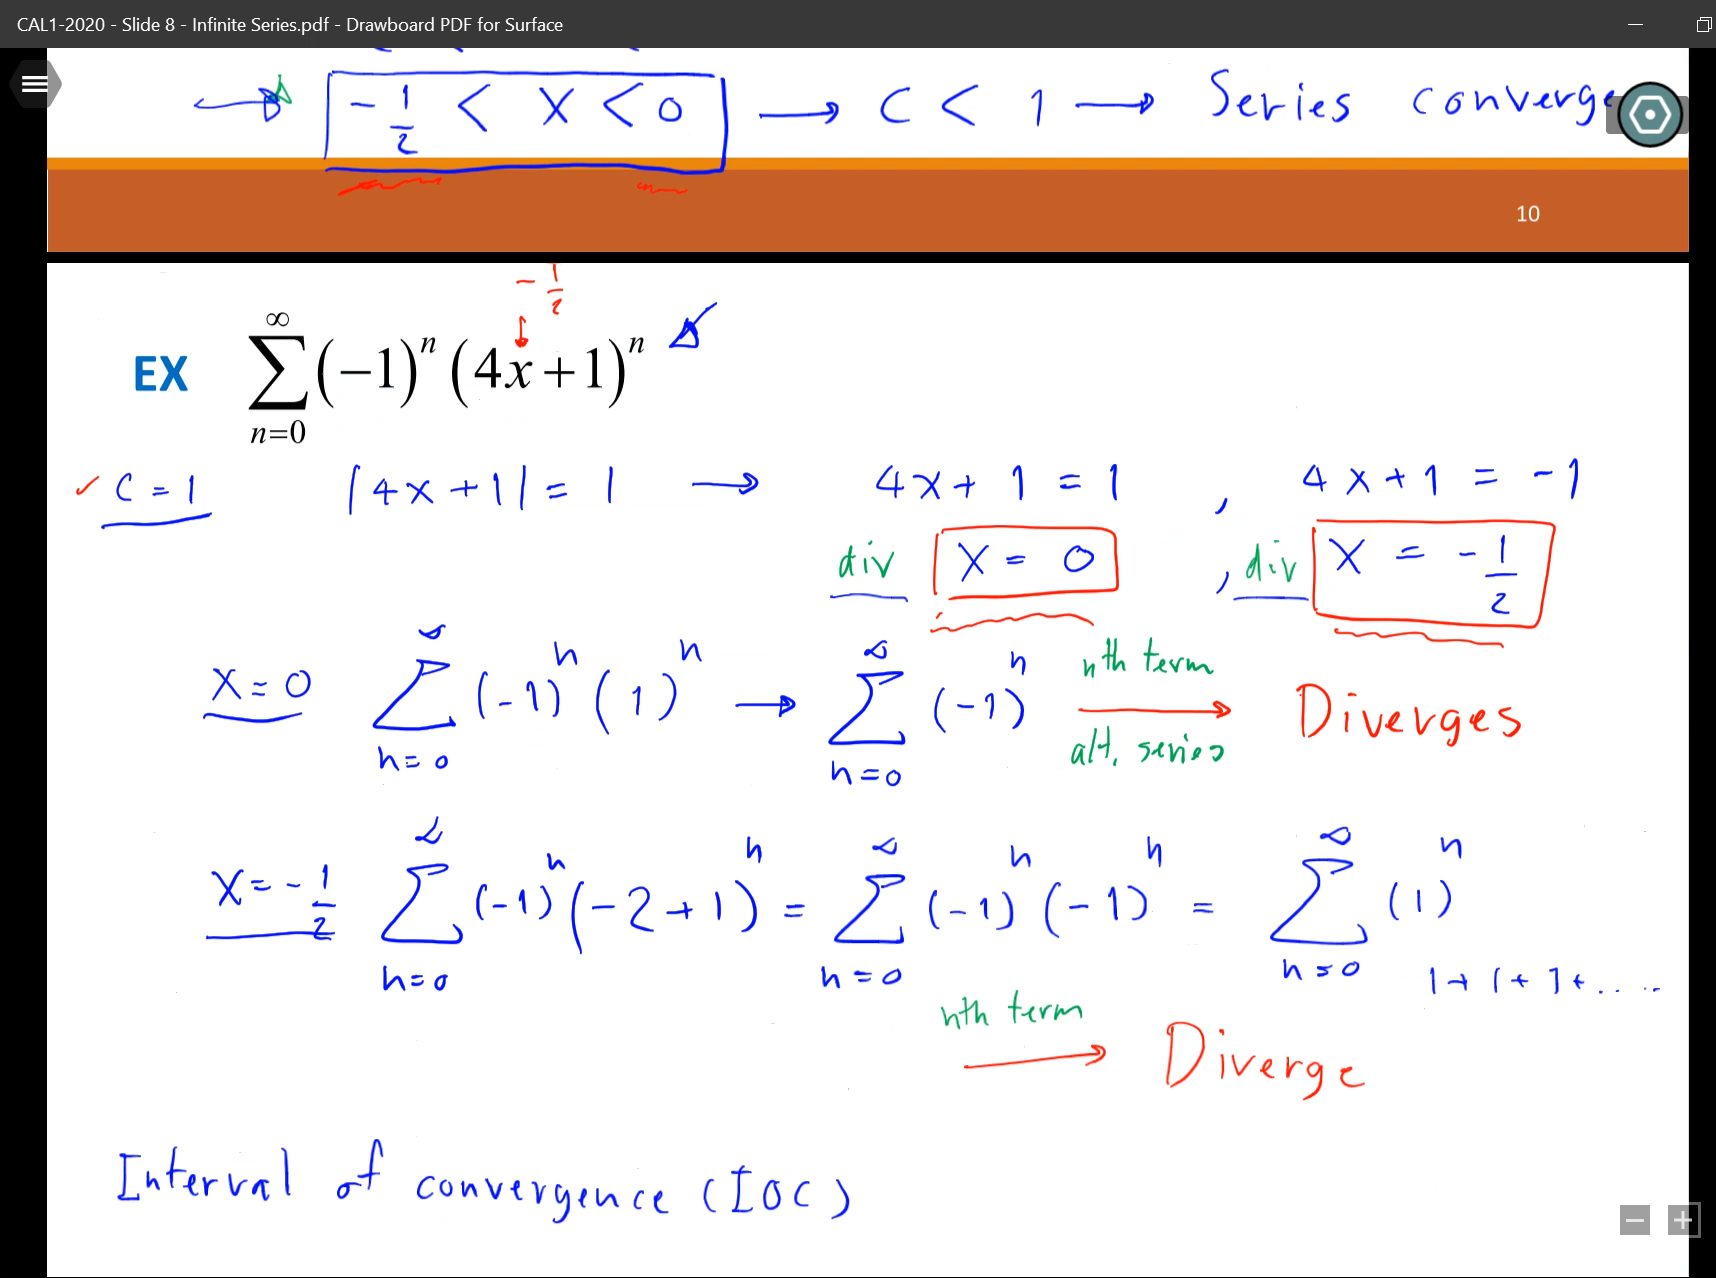 CAL1-2020 - Slide 8 - Infinite Series.pdf - Drawboard PDF for Surface
-1/2 < x < 0 → C < 1 → Series converge
10
-1/2 ↓
EX ∑_{n=0}^{∞} (−1)^n (4x+1)^n
✓ C = 1 |4x+1| = 1 → 4x+1 = 1 , 4x+1 = -1
div x = 0 , div x = -1/2
x=0 ∑_{n=0}^{∞} (-1)^n (1)^n → ∑_{n=0}^{∞} (-1)^n nth term → alt. series Diverges
x=-1/2 ∑_{n=0}^{∞} (-1)^n (-2+1)^n = ∑_{n=0}^{∞} (-1)^n (-1)^n = ∑_{n=0}^{∞} (1)^n
1+1+1+.....
nth term → Diverge
Interval of convergence (IOC)